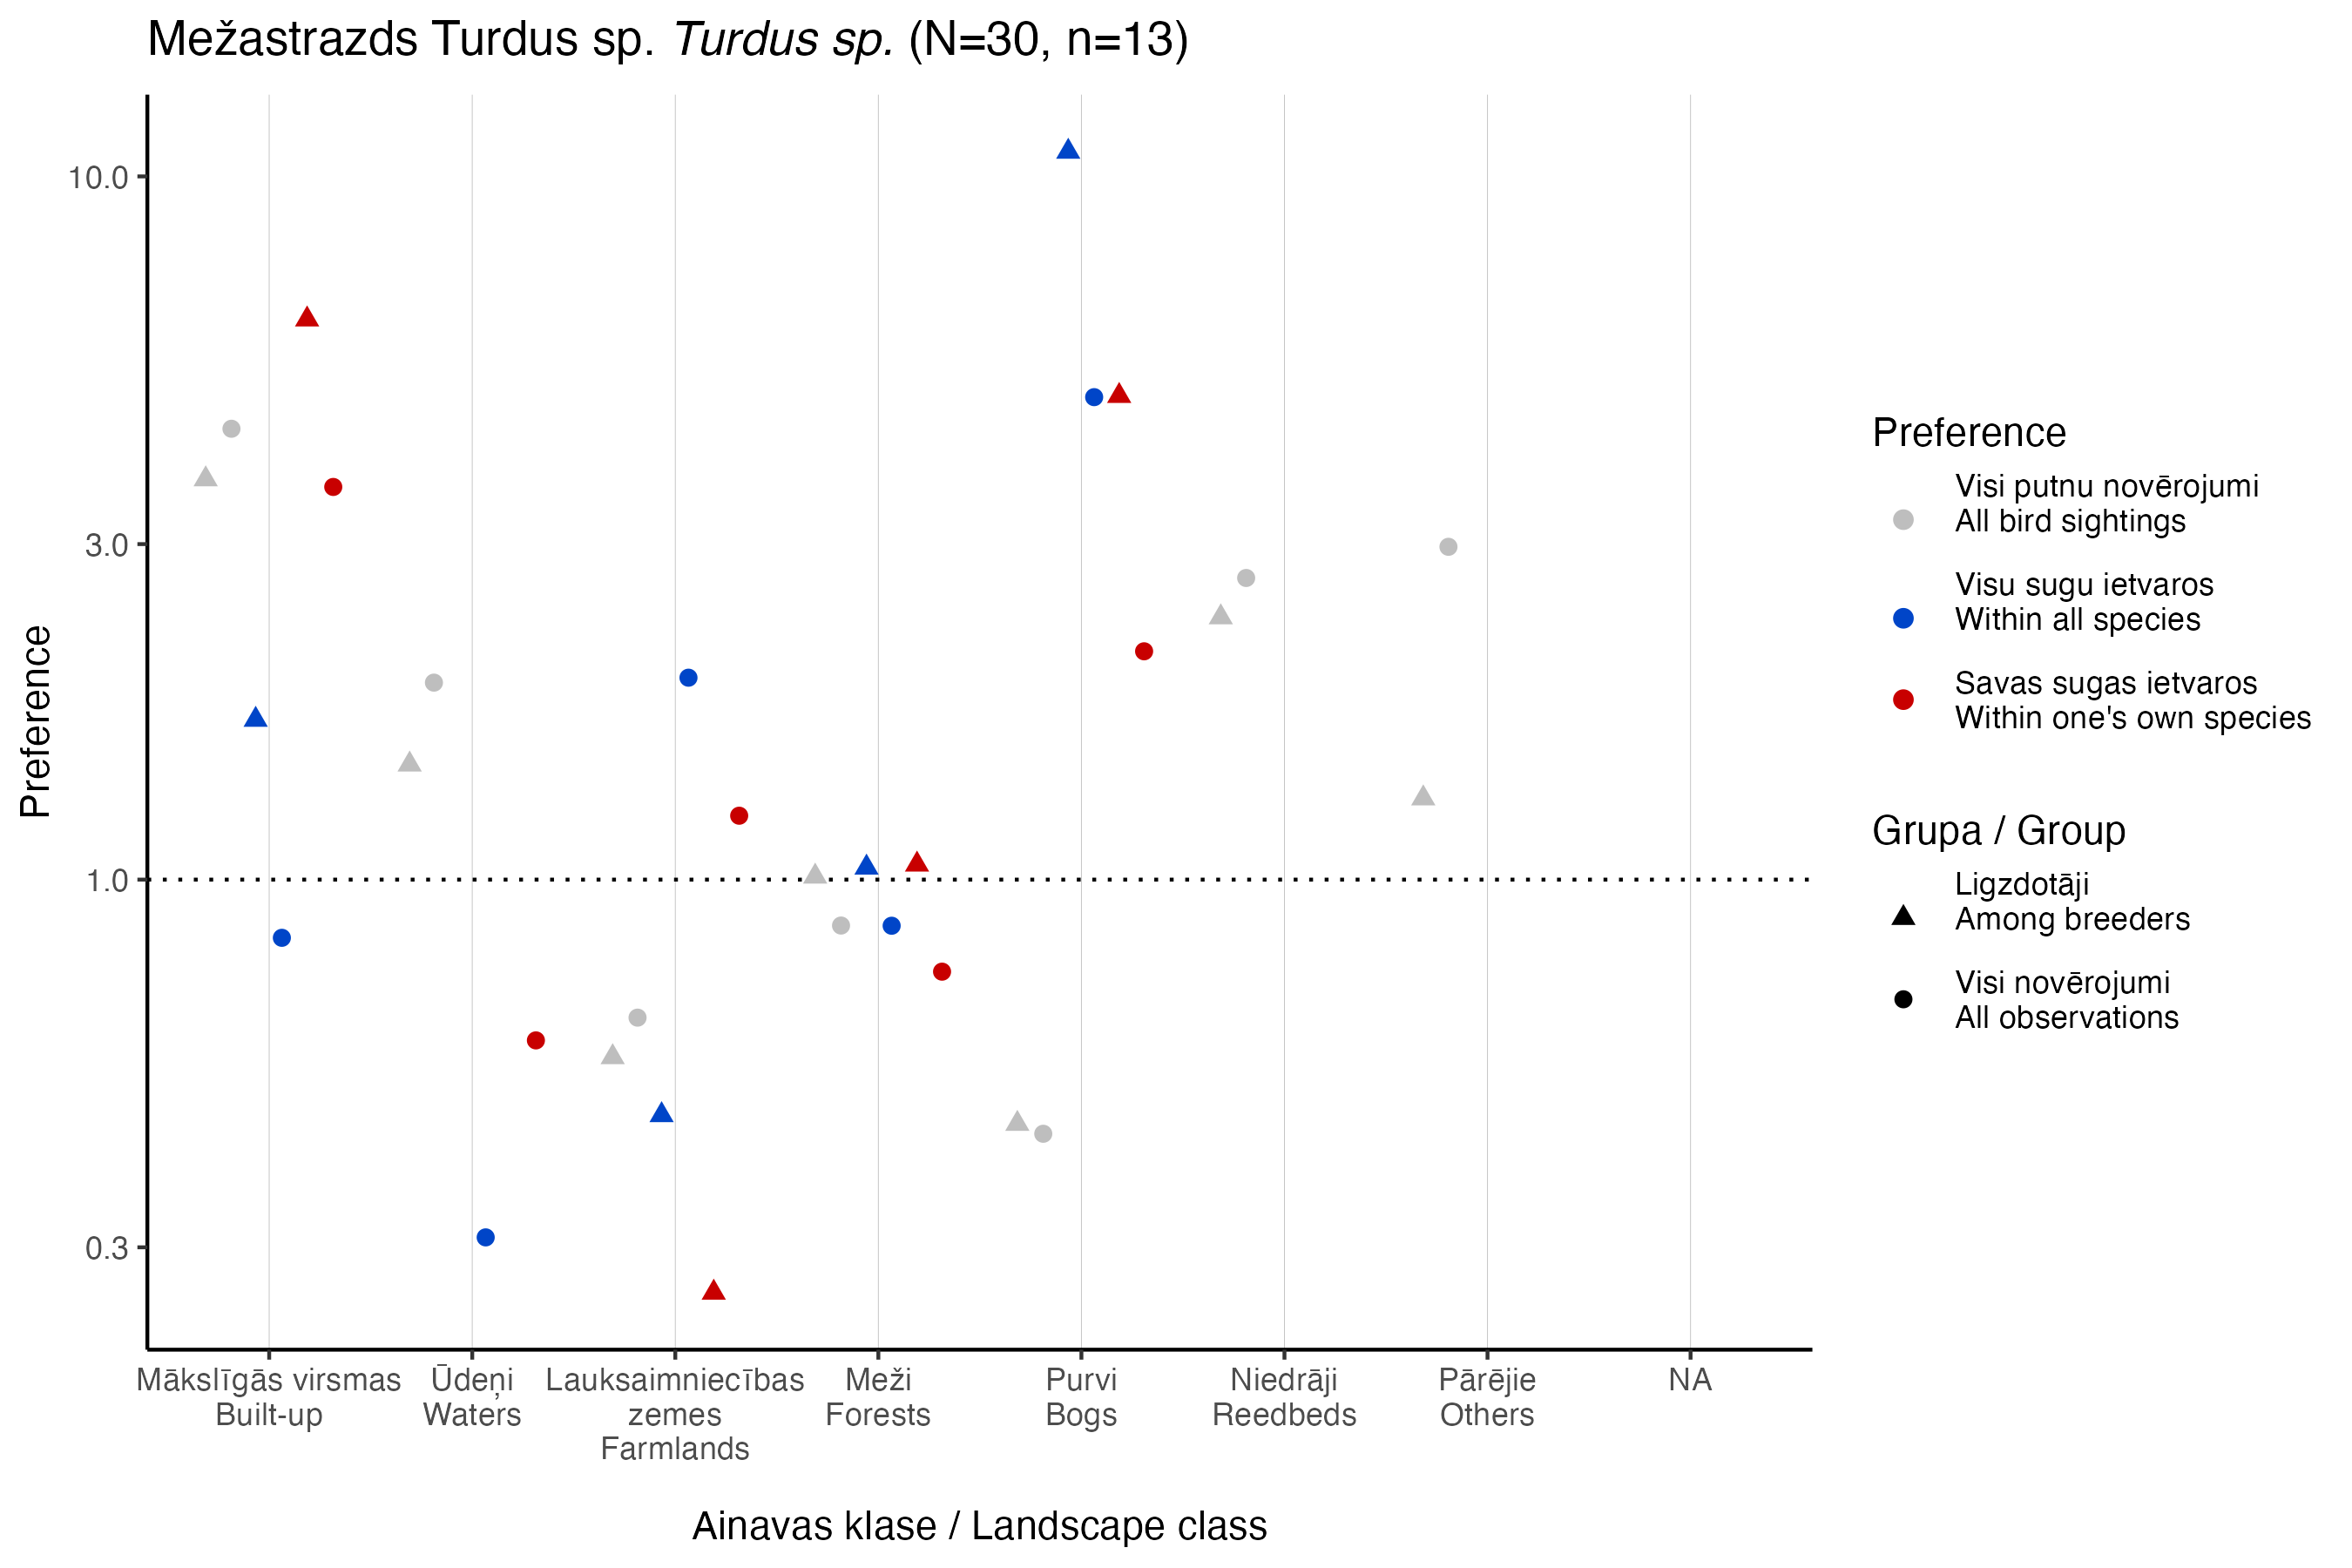 Mežastrazds Turdus sp. Turdus sp. (N=30, n=13)
Preference
10.0
3.0
1.0
0.3
Mākslīgās virsmas
Built-up
Ūdeņi
Waters
Lauksaimniecības
zemes
Farmlands
Meži
Forests
Purvi
Bogs
Niedrāji
Reedbeds
Pārējie
Others
NA
Ainavas klase / Landscape class
Preference
Visi putnu novērojumi
All bird sightings
Visu sugu ietvaros
Within all species
Savas sugas ietvaros
Within one's own species
Grupa / Group
Ligzdotāji
Among breeders
Visi novērojumi
All observations